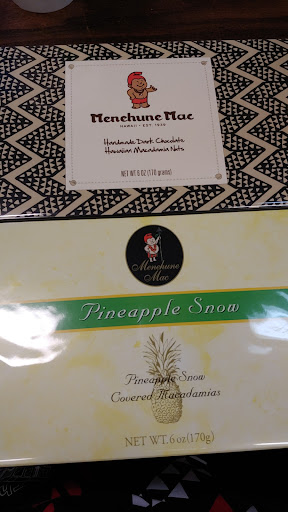 Menehune Mac
HAWAII • EST. 1939
Handmade Dark Chocolate
Hawaiian Macadamia Nuts
NET WT 6 OZ (170 grams)
Menehune
Mac
Pineapple Snow
Pineapple Snow
Covered Macadamias
NET WT. 6 oz (170g)